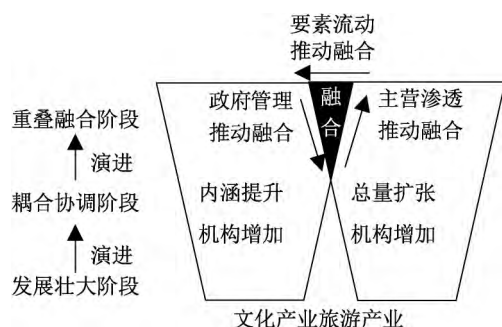 要素流动
推动融合
政府管理
推动融合
融
合
主营渗透
推动融合
重叠融合阶段
演进
耦合协调阶段
演进
发展壮大阶段
内涵提升
机构增加
总量扩张
机构增加
文化产业旅游产业